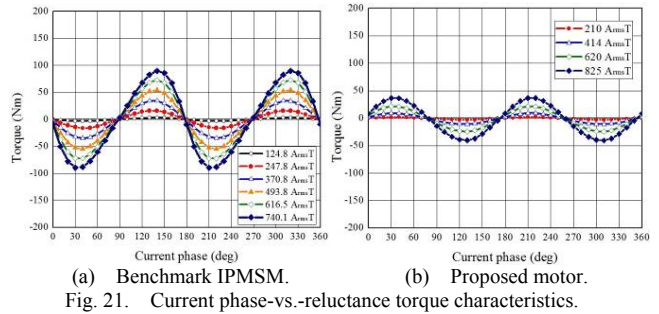 (a)
200
150
100
50
0
-50
-100
-150
-200
Torque (Nm)
124.8 ArmsT
247.8 ArmsT
370.8 ArmsT
493.8 ArmsT
616.5 ArmsT
740.1 ArmsT
0 30 60 90 120 150 180 210 240 270 300 330 360
Current phase (deg)
(a) Benchmark IPMSM.
(b)
200
150
100
50
0
-50
-100
-150
-200
Torque (Nm)
210 ArmsT
414 ArmsT
620 ArmsT
825 ArmsT
0 30 60 90 120 150 180 210 240 270 300 330 360
Current phase (deg)
(b) Proposed motor.
Fig. 21. Current phase-vs.-reluctance torque characteristics.